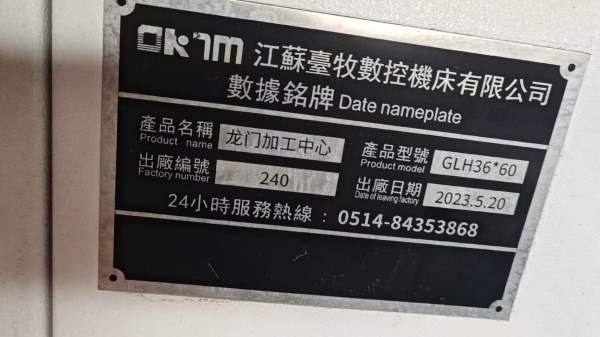 OKTM 江蘇臺牧數控機床有限公司
數據銘牌 Date nameplate
產品名稱 龙门加工中心 產品型號 GLH36*60
Product name Product model
出廠編號 240 出廠日期 2023.5.20
Factory number Date of leaving factory
24小時服務熱線：0514-84353868